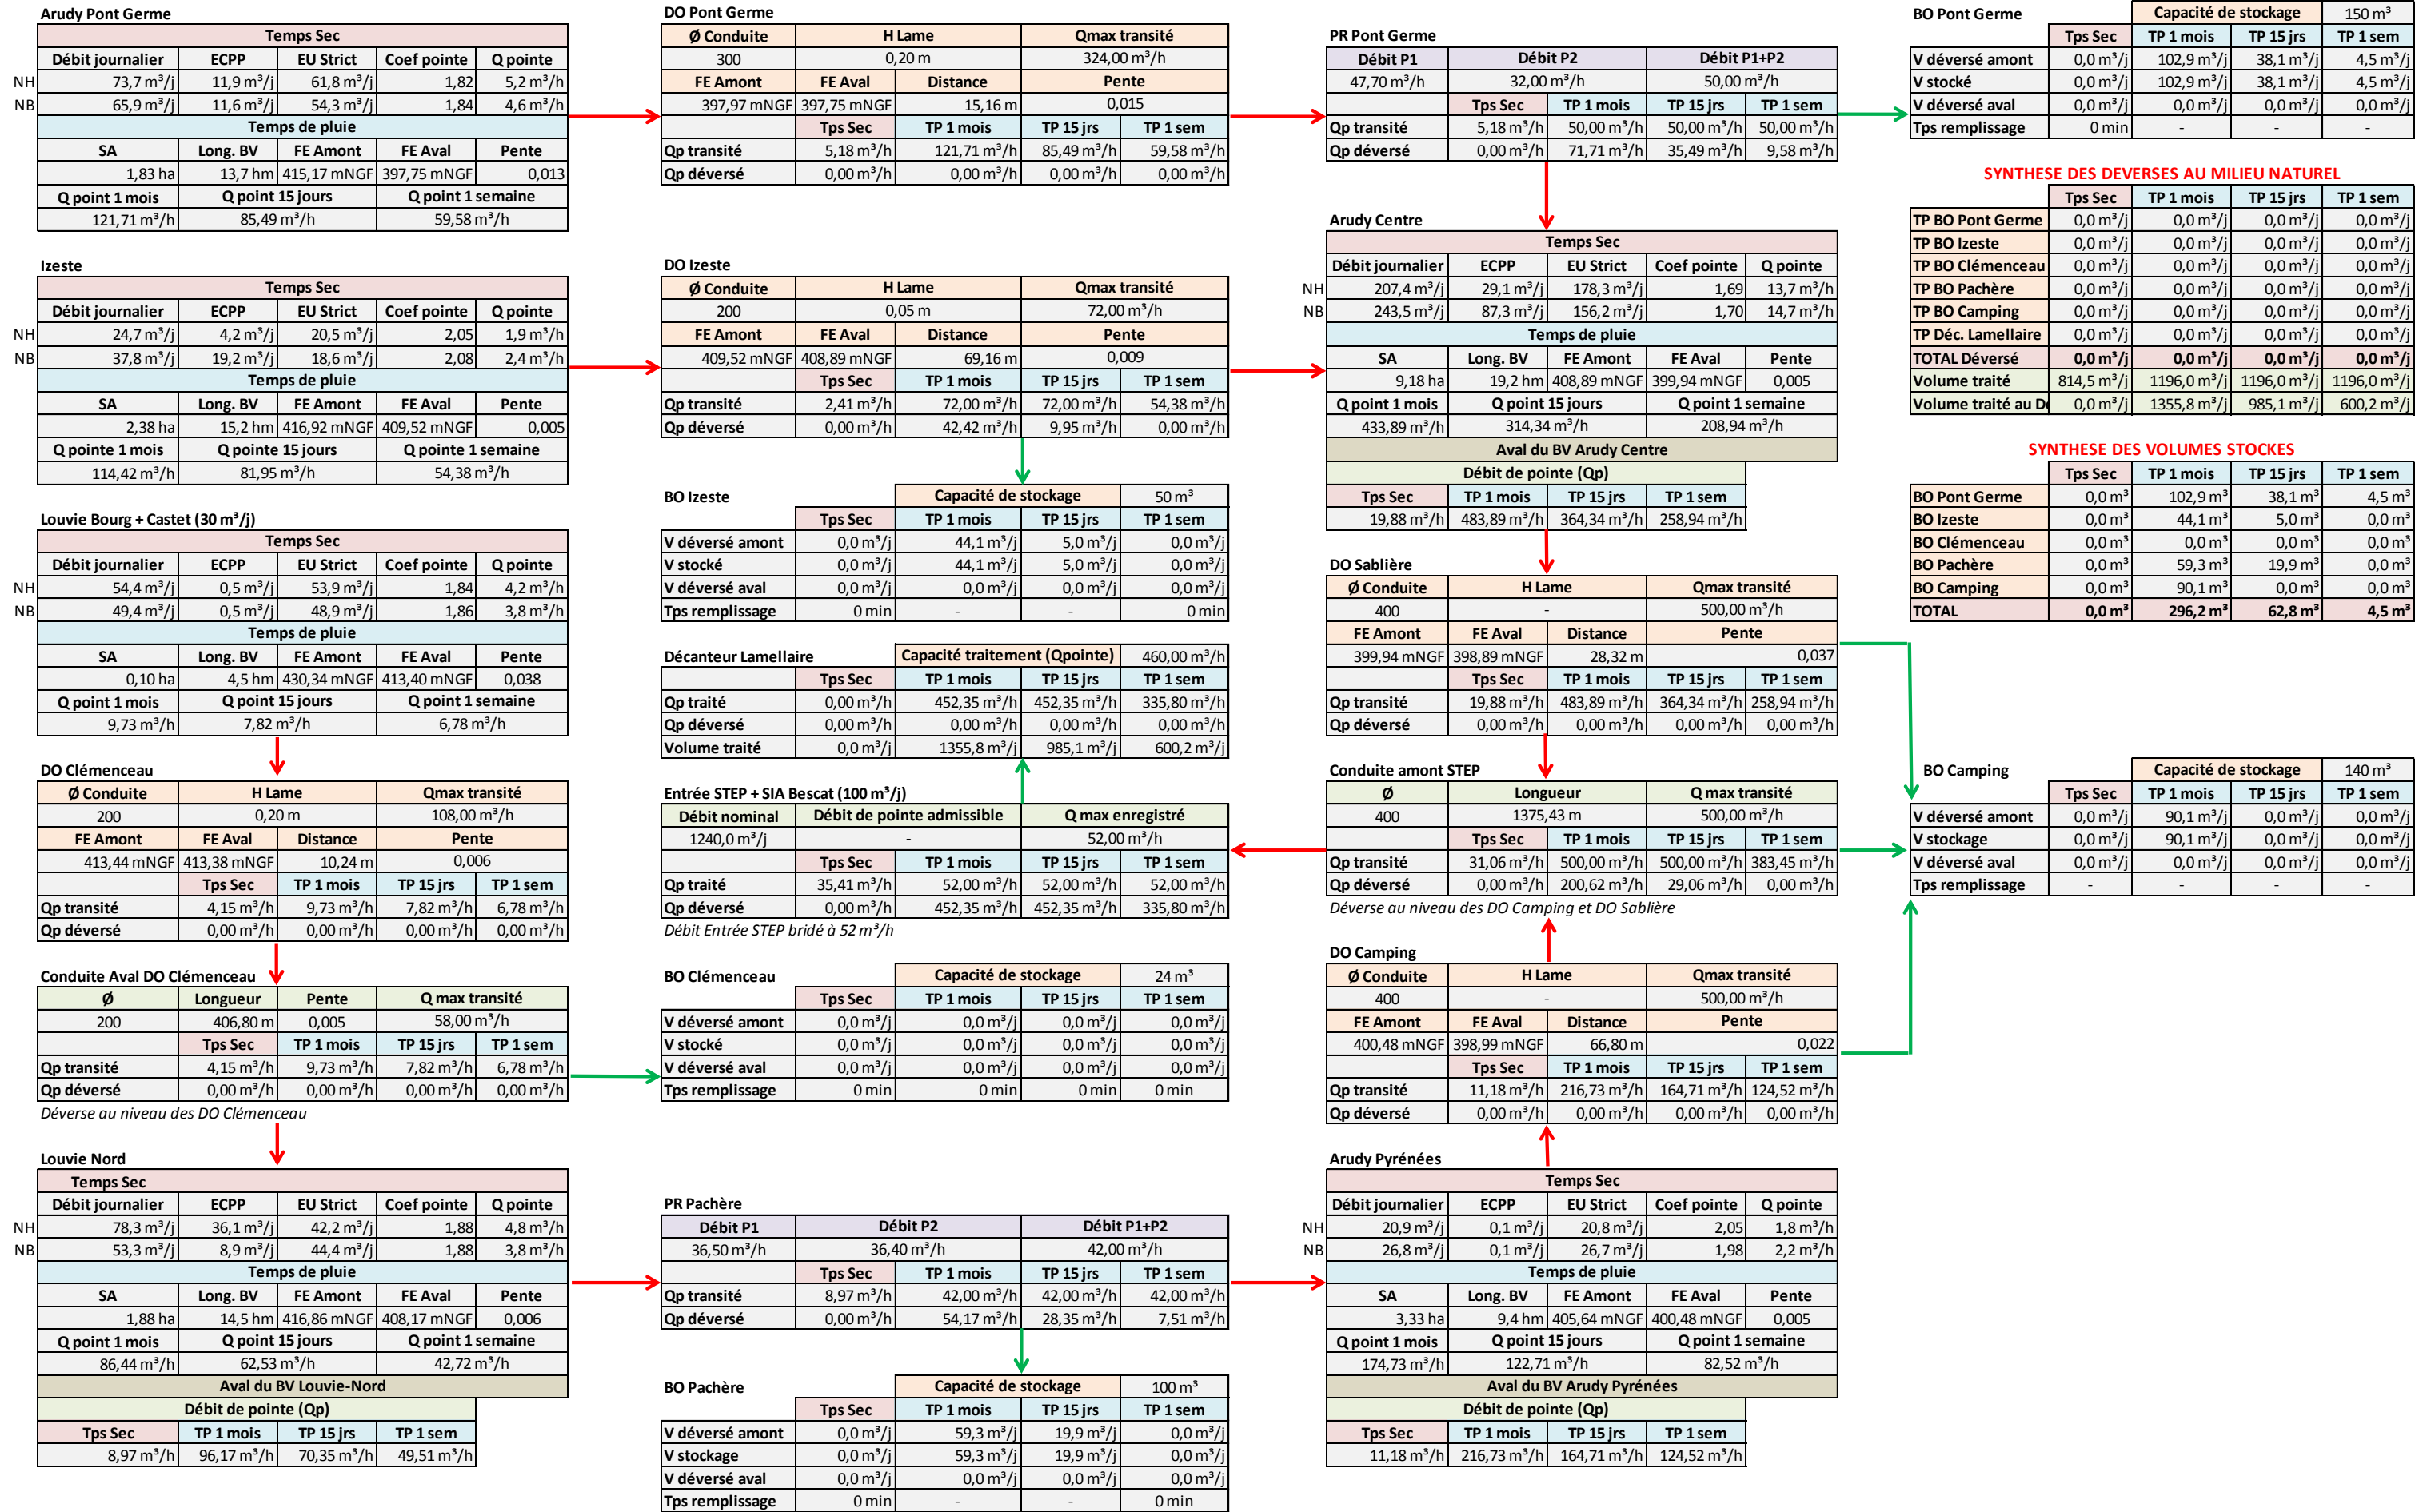 Arudy Pont Germe
Temps Sec
Débit journalier ECPP EU Strict Coef pointe Q pointe
NH 73,7 m³/j 11,9 m³/j 61,8 m³/j 1,82 5,2 m³/h
NB 65,9 m³/j 11,6 m³/j 54,3 m³/j 1,84 4,6 m³/h
Temps de pluie
SA Long. BV FE Amont FE Aval Pente
1,83 ha 13,7 hm 415,17 mNGF 397,75 mNGF 0,013
Q point 1 mois Q point 15 jours Q point 1 semaine
121,71 m³/h 85,49 m³/h 59,58 m³/h
Izeste
Temps Sec
Débit journalier ECPP EU Strict Coef pointe Q pointe
NH 24,7 m³/j 4,2 m³/j 20,5 m³/j 2,05 1,9 m³/h
NB 37,8 m³/j 19,2 m³/j 18,6 m³/j 2,08 2,4 m³/h
Temps de pluie
SA Long. BV FE Amont FE Aval Pente
2,38 ha 15,2 hm 416,92 mNGF 409,52 mNGF 0,005
Q pointe 1 mois Q pointe 15 jours Q pointe 1 semaine
114,42 m³/h 81,95 m³/h 54,38 m³/h
Louvie Bourg + Castet (30 m³/j)
Temps Sec
Débit journalier ECPP EU Strict Coef pointe Q pointe
NH 54,4 m³/j 0,5 m³/j 53,9 m³/j 1,84 4,2 m³/h
NB 49,4 m³/j 0,5 m³/j 48,9 m³/j 1,86 3,8 m³/h
Temps de pluie
SA Long. BV FE Amont FE Aval Pente
0,10 ha 4,5 hm 430,34 mNGF 413,40 mNGF 0,038
Q point 1 mois Q point 15 jours Q point 1 semaine
9,73 m³/h 7,82 m³/h 6,78 m³/h
DO Clémenceau
Ø Conduite H Lame Qmax transité
200 0,20 m 108,00 m³/h
FE Amont FE Aval Distance Pente
413,44 mNGF 413,38 mNGF 10,24 m 0,006
Tps Sec TP 1 mois TP 15 jrs TP 1 sem
Qp transité 4,15 m³/h 9,73 m³/h 7,82 m³/h 6,78 m³/h
Qp déversé 0,00 m³/h 0,00 m³/h 0,00 m³/h 0,00 m³/h
Conduite Aval DO Clémenceau
Ø Longueur Pente Q max transité
200 406,80 m 0,005 58,00 m³/h
Tps Sec TP 1 mois TP 15 jrs TP 1 sem
Qp transité 4,15 m³/h 9,73 m³/h 7,82 m³/h 6,78 m³/h
Qp déversé 0,00 m³/h 0,00 m³/h 0,00 m³/h 0,00 m³/h
Déverse au niveau des DO Clémenceau
Louvie Nord
Temps Sec
Débit journalier ECPP EU Strict Coef pointe Q pointe
NH 78,3 m³/j 36,1 m³/j 42,2 m³/j 1,88 4,8 m³/h
NB 53,3 m³/j 8,9 m³/j 44,4 m³/j 1,88 3,8 m³/h
Temps de pluie
SA Long. BV FE Amont FE Aval Pente
1,88 ha 14,5 hm 416,86 mNGF 408,17 mNGF 0,006
Q point 1 mois Q point 15 jours Q point 1 semaine
86,44 m³/h 62,53 m³/h 42,72 m³/h
Aval du BV Louvie-Nord
Débit de pointe (Qp)
Tps Sec TP 1 mois TP 15 jrs TP 1 sem
8,97 m³/h 96,17 m³/h 70,35 m³/h 49,51 m³/h
DO Pont Germe
Ø Conduite H Lame Qmax transité
300 0,20 m 324,00 m³/h
FE Amont FE Aval Distance Pente
397,97 mNGF 397,75 mNGF 15,16 m 0,015
Tps Sec TP 1 mois TP 15 jrs TP 1 sem
Qp transité 5,18 m³/h 121,71 m³/h 85,49 m³/h 59,58 m³/h
Qp déversé 0,00 m³/h 0,00 m³/h 0,00 m³/h 0,00 m³/h
DO Izeste
Ø Conduite H Lame Qmax transité
200 0,05 m 72,00 m³/h
FE Amont FE Aval Distance Pente
409,52 mNGF 408,89 mNGF 69,16 m 0,009
Tps Sec TP 1 mois TP 15 jrs TP 1 sem
Qp transité 2,41 m³/h 72,00 m³/h 72,00 m³/h 54,38 m³/h
Qp déversé 0,00 m³/h 42,42 m³/h 9,95 m³/h 0,00 m³/h
BO Izeste Capacité de stockage 50 m³
Tps Sec TP 1 mois TP 15 jrs TP 1 sem
V déversé amont 0,0 m³/j 44,1 m³/j 5,0 m³/j 0,0 m³/j
V stocké 0,0 m³/j 44,1 m³/j 5,0 m³/j 0,0 m³/j
V déversé aval 0,0 m³/j 0,0 m³/j 0,0 m³/j 0,0 m³/j
Tps remplissage 0 min - - 0 min
Décanteur Lamellaire Capacité traitement (Qpointe) 460,00 m³/h
Tps Sec TP 1 mois TP 15 jrs TP 1 sem
Qp traité 0,00 m³/h 452,35 m³/h 452,35 m³/h 335,80 m³/h
Qp déversé 0,00 m³/h 0,00 m³/h 0,00 m³/h 0,00 m³/h
Volume traité 0,0 m³/j 1355,8 m³/j 985,1 m³/j 600,2 m³/j
Entrée STEP + SIA Bescat (100 m³/j)
Débit nominal Débit de pointe admissible Q max enregistré
1240,0 m³/j - 52,00 m³/h
Tps Sec TP 1 mois TP 15 jrs TP 1 sem
Qp traité 35,41 m³/h 52,00 m³/h 52,00 m³/h 52,00 m³/h
Qp déversé 0,00 m³/h 452,35 m³/h 452,35 m³/h 335,80 m³/h
Débit Entrée STEP bridé à 52 m³/h
BO Clémenceau Capacité de stockage 24 m³
Tps Sec TP 1 mois TP 15 jrs TP 1 sem
V déversé amont 0,0 m³/j 0,0 m³/j 0,0 m³/j 0,0 m³/j
V stocké 0,0 m³/j 0,0 m³/j 0,0 m³/j 0,0 m³/j
V déversé aval 0,0 m³/j 0,0 m³/j 0,0 m³/j 0,0 m³/j
Tps remplissage 0 min 0 min 0 min 0 min
PR Pachère
Débit P1 Débit P2 Débit P1+P2
36,50 m³/h 36,40 m³/h 42,00 m³/h
Tps Sec TP 1 mois TP 15 jrs TP 1 sem
Qp transité 8,97 m³/h 42,00 m³/h 42,00 m³/h 42,00 m³/h
Qp déversé 0,00 m³/h 54,17 m³/h 28,35 m³/h 7,51 m³/h
BO Pachère Capacité de stockage 100 m³
Tps Sec TP 1 mois TP 15 jrs TP 1 sem
V déversé amont 0,0 m³/j 59,3 m³/j 19,9 m³/j 0,0 m³/j
V stockage 0,0 m³/j 59,3 m³/j 19,9 m³/j 0,0 m³/j
V déversé aval 0,0 m³/j 0,0 m³/j 0,0 m³/j 0,0 m³/j
Tps remplissage 0 min - - 0 min
PR Pont Germe
Débit P1 Débit P2 Débit P1+P2
47,70 m³/h 32,00 m³/h 50,00 m³/h
Tps Sec TP 1 mois TP 15 jrs TP 1 sem
Qp transité 5,18 m³/h 50,00 m³/h 50,00 m³/h 50,00 m³/h
Qp déversé 0,00 m³/h 71,71 m³/h 35,49 m³/h 9,58 m³/h
Arudy Centre
Temps Sec
Débit journalier ECPP EU Strict Coef pointe Q pointe
NH 207,4 m³/j 29,1 m³/j 178,3 m³/j 1,69 13,7 m³/h
NB 243,5 m³/j 87,3 m³/j 156,2 m³/j 1,70 14,7 m³/h
Temps de pluie
SA Long. BV FE Amont FE Aval Pente
9,18 ha 19,2 hm 408,89 mNGF 399,94 mNGF 0,005
Q point 1 mois Q point 15 jours Q point 1 semaine
433,89 m³/h 314,34 m³/h 208,94 m³/h
Aval du BV Arudy Centre
Débit de pointe (Qp)
Tps Sec TP 1 mois TP 15 jrs TP 1 sem
19,88 m³/h 483,89 m³/h 364,34 m³/h 258,94 m³/h
DO Sablière
Ø Conduite H Lame Qmax transité
400 - 500,00 m³/h
FE Amont FE Aval Distance Pente
399,94 mNGF 398,89 mNGF 28,32 m 0,037
Tps Sec TP 1 mois TP 15 jrs TP 1 sem
Qp transité 19,88 m³/h 483,89 m³/h 364,34 m³/h 258,94 m³/h
Qp déversé 0,00 m³/h 0,00 m³/h 0,00 m³/h 0,00 m³/h
Conduite amont STEP
Ø Longueur Q max transité
400 1375,43 m 500,00 m³/h
Tps Sec TP 1 mois TP 15 jrs TP 1 sem
Qp transité 31,06 m³/h 500,00 m³/h 500,00 m³/h 383,45 m³/h
Qp déversé 0,00 m³/h 200,62 m³/h 29,06 m³/h 0,00 m³/h
Déverse au niveau des DO Camping et DO Sablière
DO Camping
Ø Conduite H Lame Qmax transité
400 - 500,00 m³/h
FE Amont FE Aval Distance Pente
400,48 mNGF 398,99 mNGF 66,80 m 0,022
Tps Sec TP 1 mois TP 15 jrs TP 1 sem
Qp transité 11,18 m³/h 216,73 m³/h 164,71 m³/h 124,52 m³/h
Qp déversé 0,00 m³/h 0,00 m³/h 0,00 m³/h 0,00 m³/h
Arudy Pyrénées
Temps Sec
Débit journalier ECPP EU Strict Coef pointe Q pointe
NH 20,9 m³/j 0,1 m³/j 20,8 m³/j 2,05 1,8 m³/h
NB 26,8 m³/j 0,1 m³/j 26,7 m³/j 1,98 2,2 m³/h
Temps de pluie
SA Long. BV FE Amont FE Aval Pente
3,33 ha 9,4 hm 405,64 mNGF 400,48 mNGF 0,005
Q point 1 mois Q point 15 jours Q point 1 semaine
174,73 m³/h 122,71 m³/h 82,52 m³/h
Aval du BV Arudy Pyrénées
Débit de pointe (Qp)
Tps Sec TP 1 mois TP 15 jrs TP 1 sem
11,18 m³/h 216,73 m³/h 164,71 m³/h 124,52 m³/h
BO Pont Germe Capacité de stockage 150 m³
Tps Sec TP 1 mois TP 15 jrs TP 1 sem
V déversé amont 0,0 m³/j 102,9 m³/j 38,1 m³/j 4,5 m³/j
V stocké 0,0 m³/j 102,9 m³/j 38,1 m³/j 4,5 m³/j
V déversé aval 0,0 m³/j 0,0 m³/j 0,0 m³/j 0,0 m³/j
Tps remplissage 0 min - - -
SYNTHESE DES DEVERSES AU MILIEU NATUREL
Tps Sec TP 1 mois TP 15 jrs TP 1 sem
TP BO Pont Germe 0,0 m³/j 0,0 m³/j 0,0 m³/j 0,0 m³/j
TP BO Izeste 0,0 m³/j 0,0 m³/j 0,0 m³/j 0,0 m³/j
TP BO Clémenceau 0,0 m³/j 0,0 m³/j 0,0 m³/j 0,0 m³/j
TP BO Pachère 0,0 m³/j 0,0 m³/j 0,0 m³/j 0,0 m³/j
TP BO Camping 0,0 m³/j 0,0 m³/j 0,0 m³/j 0,0 m³/j
TP Déc. Lamellaire 0,0 m³/j 0,0 m³/j 0,0 m³/j 0,0 m³/j
TOTAL Déversé 0,0 m³/j 0,0 m³/j 0,0 m³/j 0,0 m³/j
Volume traité 814,5 m³/j 1196,0 m³/j 1196,0 m³/j 1196,0 m³/j
Volume traité au D 0,0 m³/j 1355,8 m³/j 985,1 m³/j 600,2 m³/j
SYNTHESE DES VOLUMES STOCKES
Tps Sec TP 1 mois TP 15 jrs TP 1 sem
BO Pont Germe 0,0 m³ 102,9 m³ 38,1 m³ 4,5 m³
BO Izeste 0,0 m³ 44,1 m³ 5,0 m³ 0,0 m³
BO Clémenceau 0,0 m³ 0,0 m³ 0,0 m³ 0,0 m³
BO Pachère 0,0 m³ 59,3 m³ 19,9 m³ 0,0 m³
BO Camping 0,0 m³ 90,1 m³ 0,0 m³ 0,0 m³
TOTAL 0,0 m³ 296,2 m³ 62,8 m³ 4,5 m³
BO Camping Capacité de stockage 140 m³
Tps Sec TP 1 mois TP 15 jrs TP 1 sem
V déversé amont 0,0 m³/j 90,1 m³/j 0,0 m³/j 0,0 m³/j
V stockage 0,0 m³/j 90,1 m³/j 0,0 m³/j 0,0 m³/j
V déversé aval 0,0 m³/j 0,0 m³/j 0,0 m³/j 0,0 m³/j
Tps remplissage - - - -